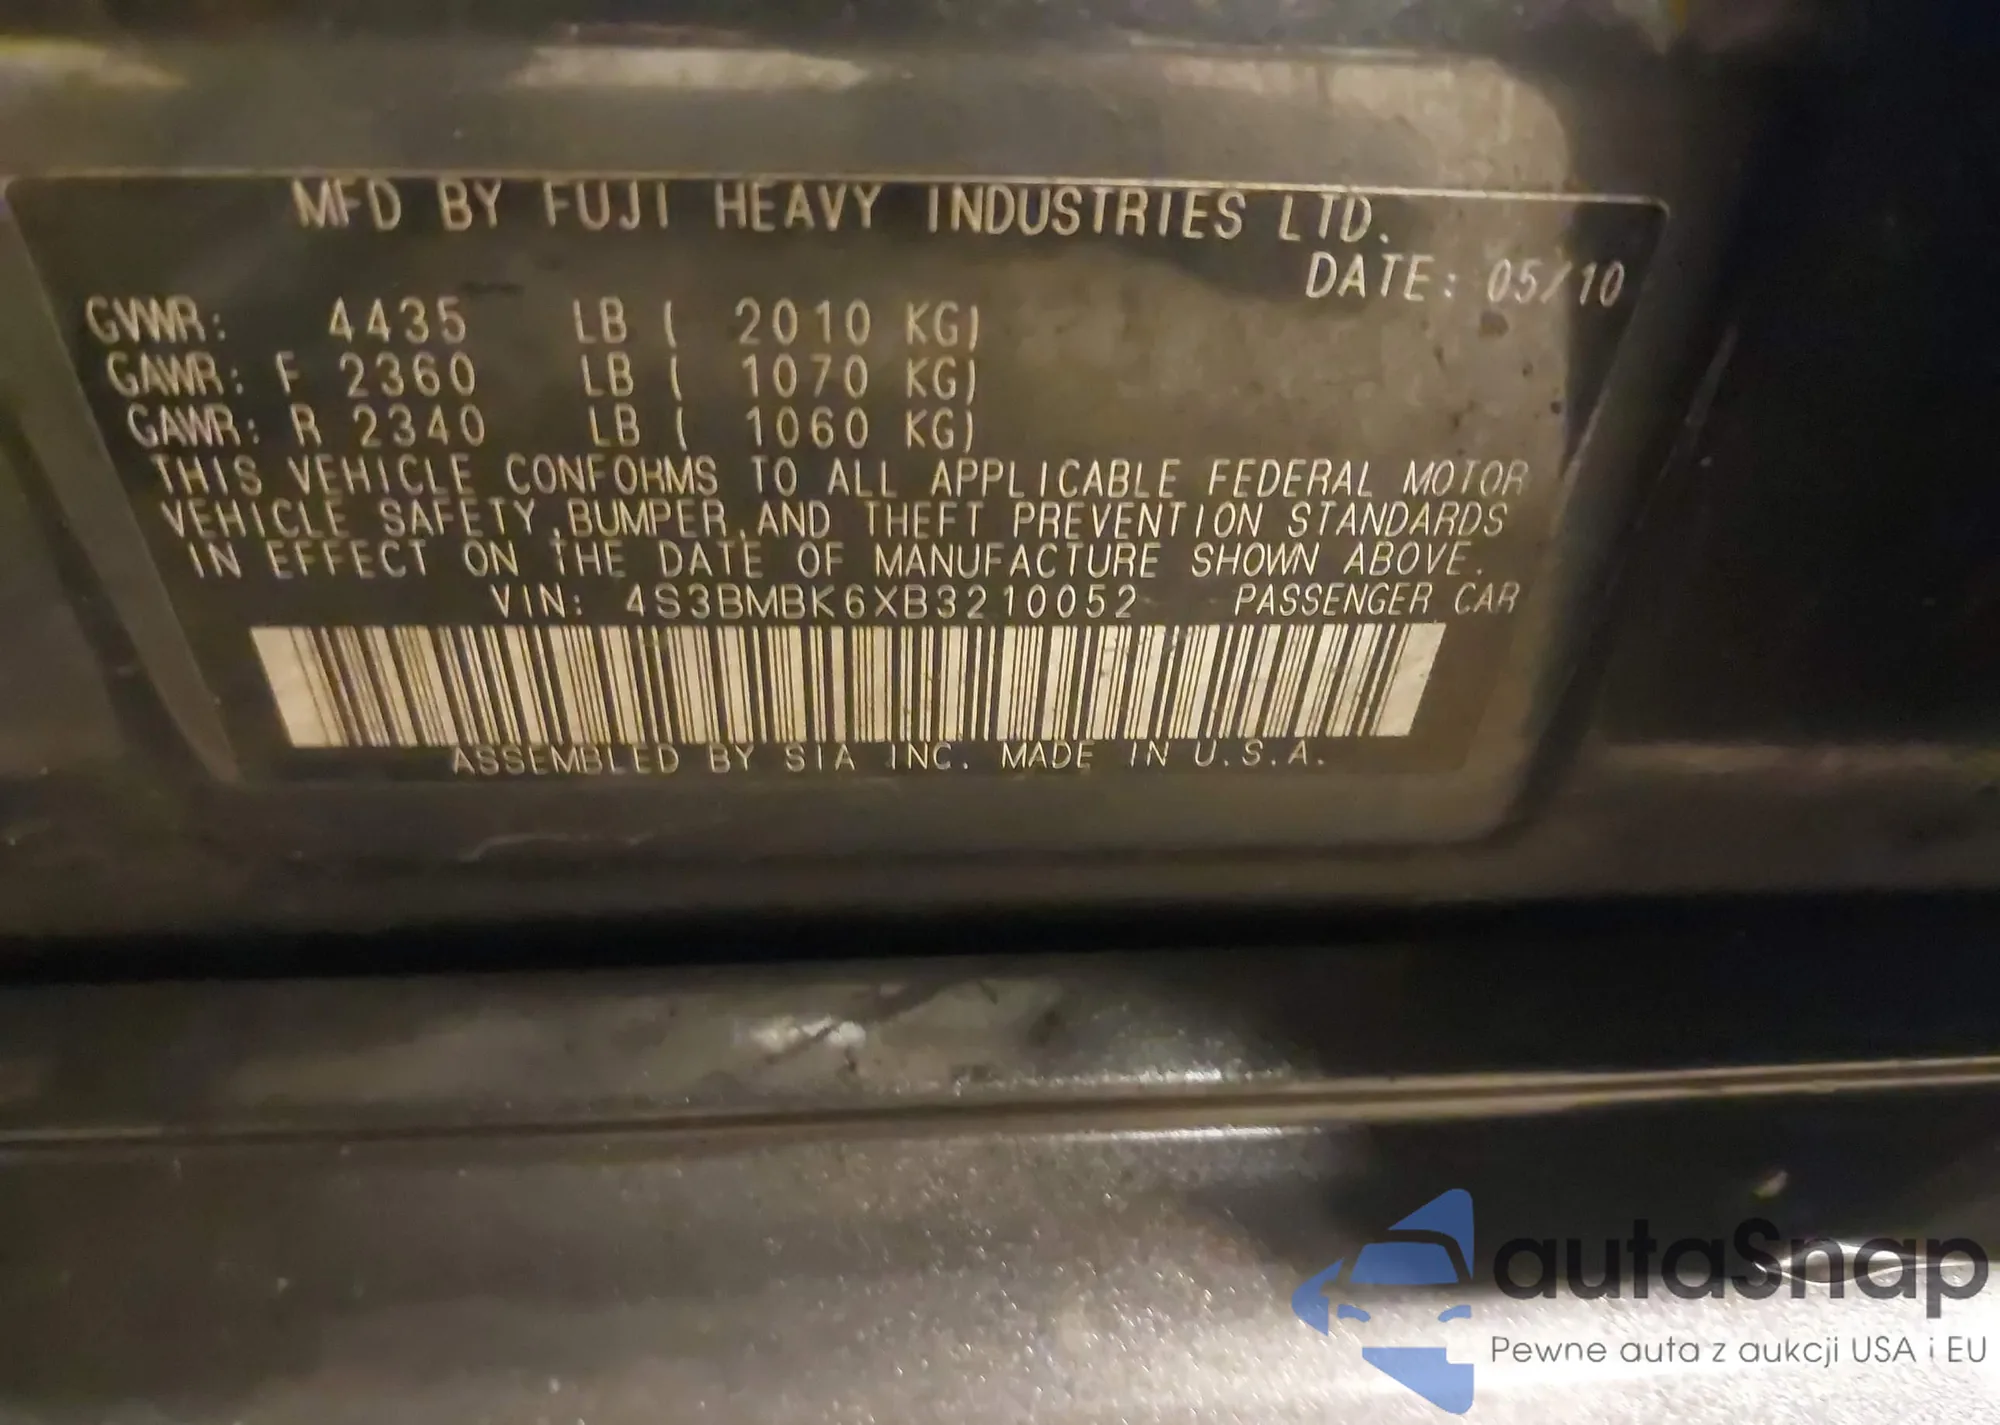 MFD BY FUJI HEAVY INDUSTRIES LTD.
DATE: 05/10
GVWR: 4435 LB ( 2010 KG)
GAWR: F 2360 LB ( 1070 KG)
GAWR: R 2340 LB ( 1060 KG)
THIS VEHICLE CONFORMS TO ALL APPLICABLE FEDERAL MOTOR
VEHICLE SAFETY,BUMPER,AND THEFT PREVENTION STANDARDS
IN EFFECT ON THE DATE OF MANUFACTURE SHOWN ABOVE.
VIN: 4S3BMBK6XB3210052 PASSENGER CAR
ASSEMBLED BY SIA INC. MADE IN U.S.A.
autaSnap
Pewne auta z aukcji USA i EU